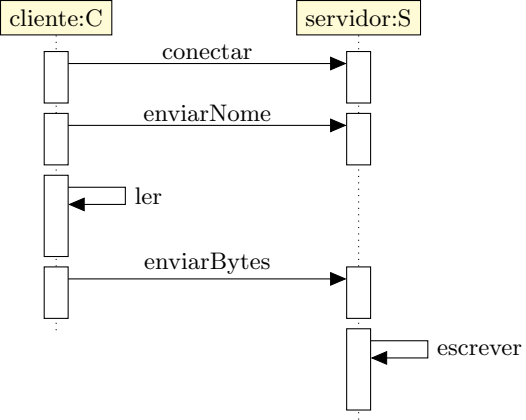 cliente:C
servidor:S
conectar
enviarNome
ler
enviarBytes
escrever